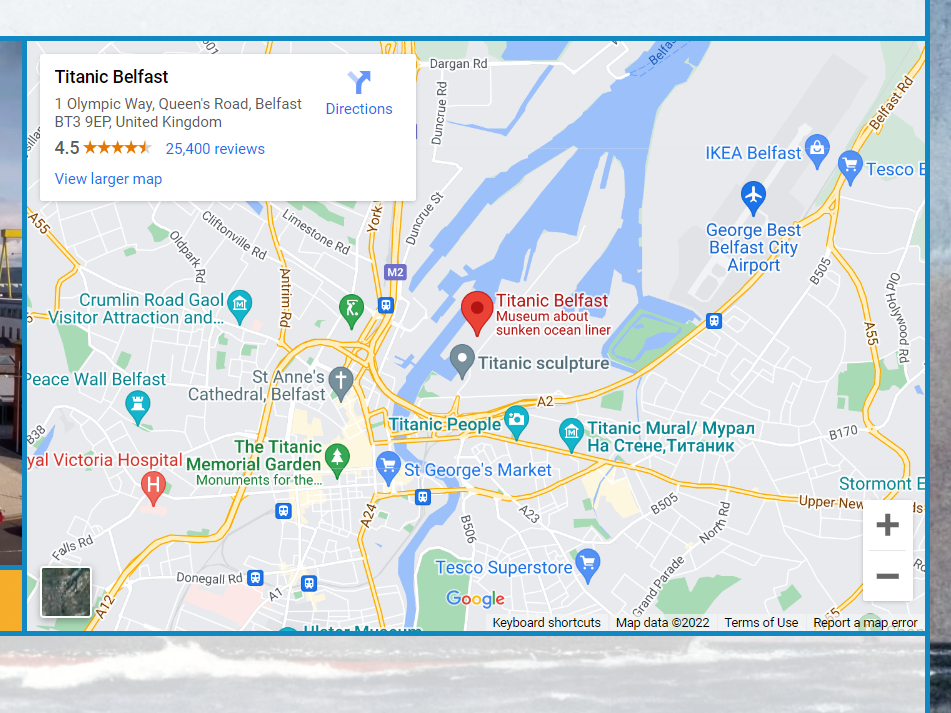 Titanic Belfast
1 Olympic Way, Queen's Road, Belfast
BT3 9EP, United Kingdom
4.5
25,400 reviews
View larger map
Directions
Dargan Rd
Duncrue Rd
Belfast
Belfast Rd
IKEA Belfast
Tesco E
George Best
Belfast City
Airport
Duncrue St
York
Limestone Rd
Cliftonville Rd
Oldpark Rd
A55
M2
Antrim Rd
B505
Old Holywood Rd
Crumlin Road Gaol
Visitor Attraction and...
Titanic Belfast
Museum about
sunken ocean liner
Titanic sculpture
A55
Peace Wall Belfast
St Anne's
Cathedral, Belfast
A2
Titanic People
Titanic Mural/ Мурал
На Стене,Титаник
B170
B38
The Titanic
Memorial Garden
Monuments for the...
yal Victoria Hospital
St George's Market
Stormont E
Upper New
ds
B505
North Rd
A23
A24
B506
Falls Rd
Donegall Rd
A1
A12
Tesco Superstore
Grand Parade
Google
Ulster Museum
Keyboard shortcuts
Map data ©2022
Terms of Use
Report a map error